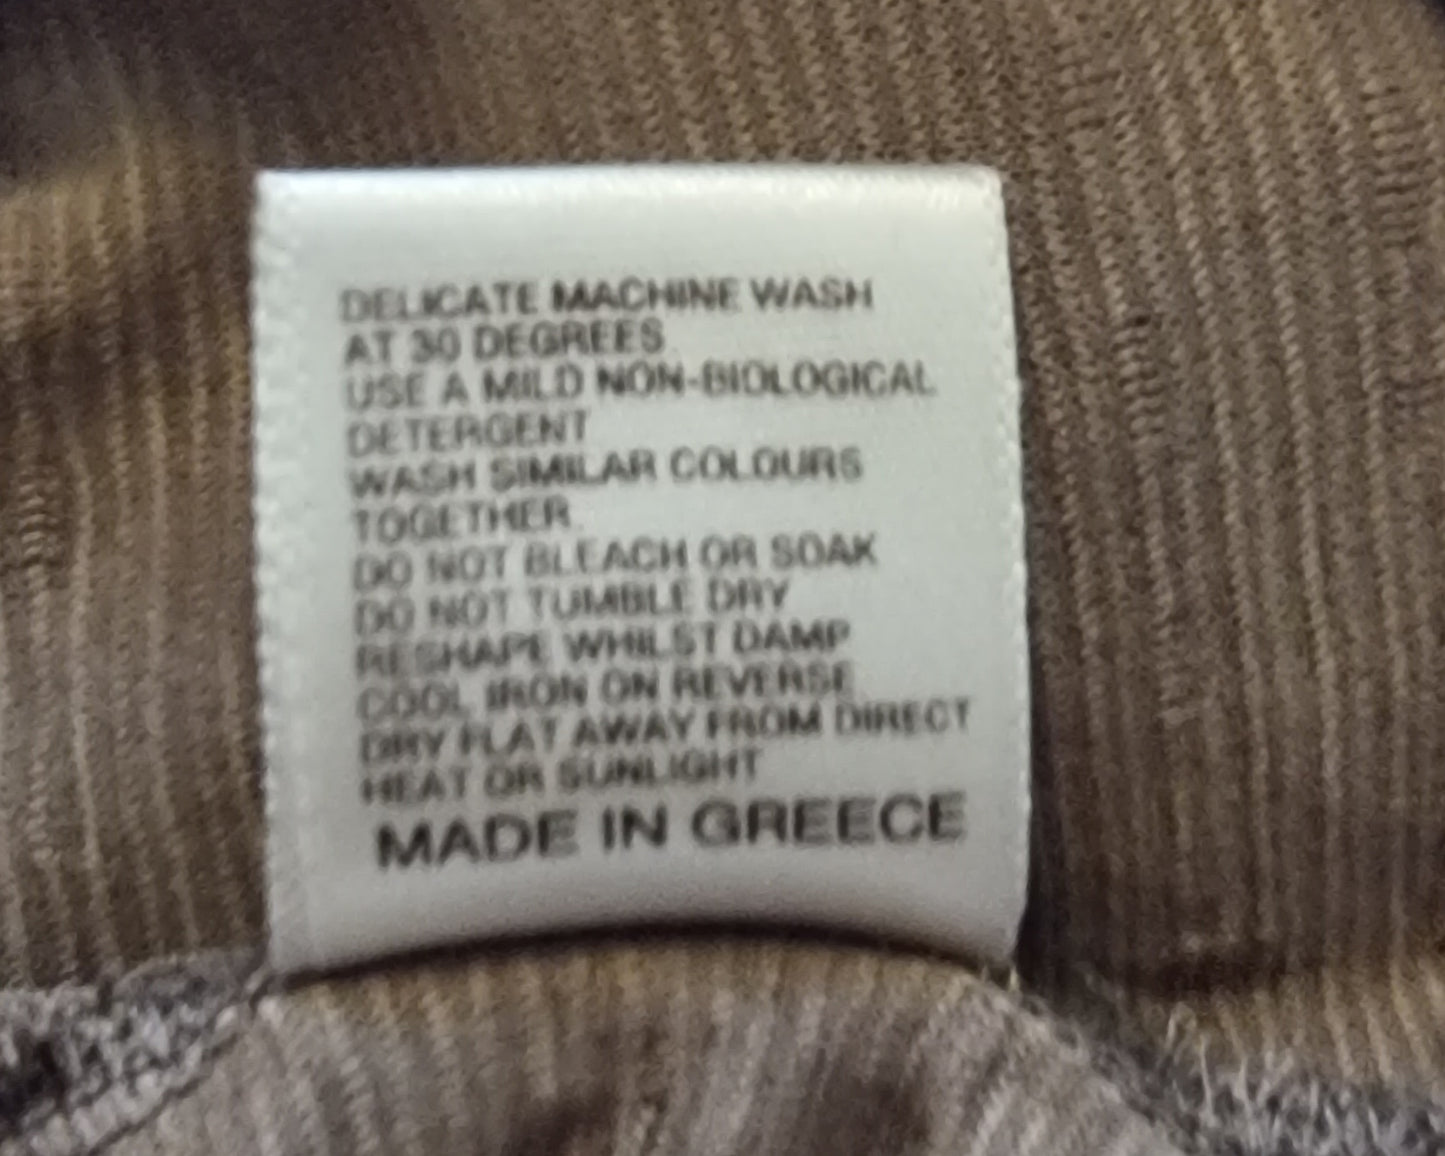 DELICATE MACHINE WASH
AT 30 DEGREES
USE A MILD NON-BIOLOGICAL
DETERGENT
WASH SIMILAR COLOURS
TOGETHER
DO NOT BLEACH OR SOAK
DO NOT TUMBLE DRY
RESHAPE WHILST DAMP
COOL IRON ON REVERSE
DRY FLAT AWAY FROM DIRECT
HEAT OR SUNLIGHT
MADE IN GREECE